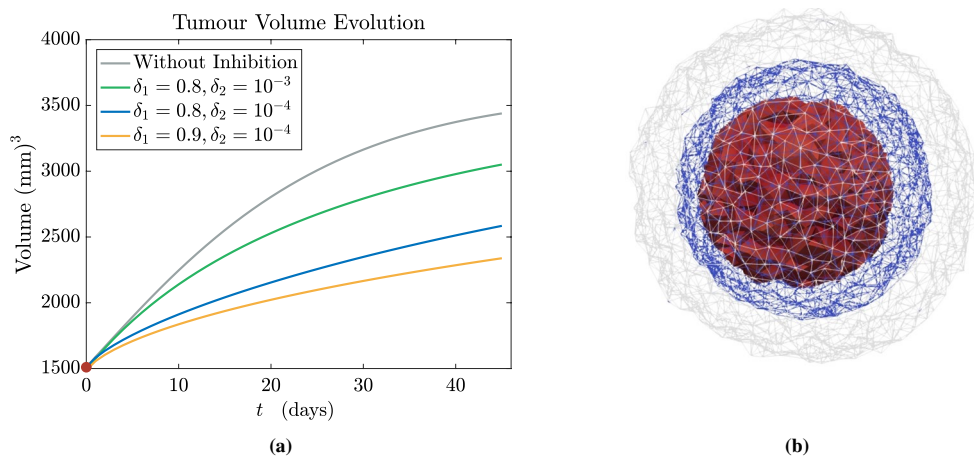 Tumour Volume Evolution
4000
3500
3000
2500
2000
1500
Volume (mm)³
Without Inhibition
δ₁ = 0.8, δ₂ = 10⁻³
δ₁ = 0.8, δ₂ = 10⁻⁴
δ₁ = 0.9, δ₂ = 10⁻⁴
0 10 20 30 40
t (days)
(a) (b)